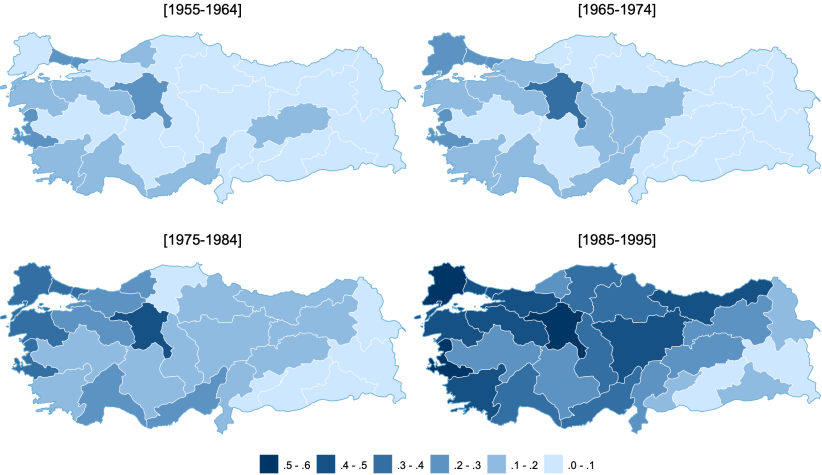 [1955-1964]
[1965-1974]
[1975-1984]
[1985-1995]
.5 - .6 .4 - .5 .3 - .4 .2 - .3 .1 - .2 .0 - .1